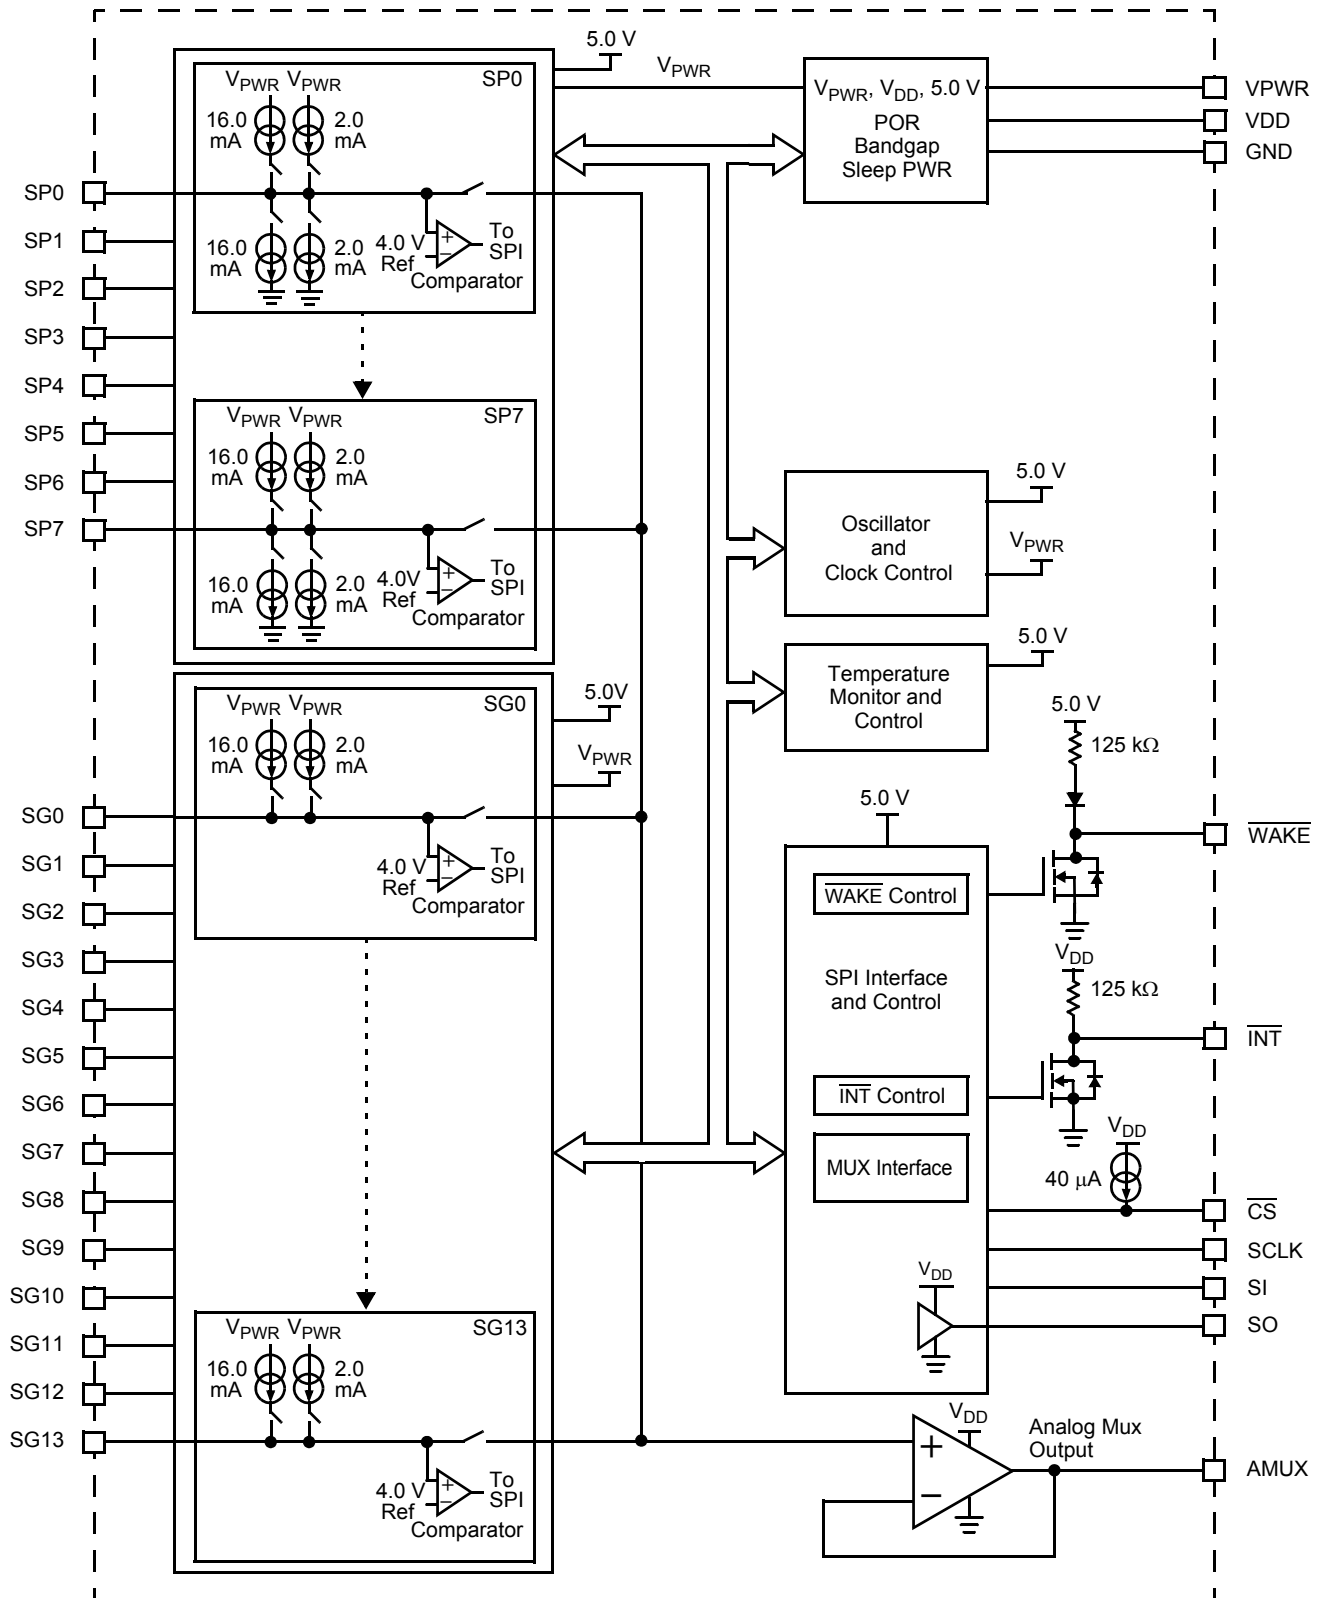 5.0 V
VPWR
VPWR VPWR
SP0
16.0 mA
2.0 mA
16.0 mA
2.0 mA
4.0 V Ref
+
−
To SPI
Comparator
VPWR, VDD, 5.0 V
POR
Bandgap
Sleep PWR
VPWR
VDD
GND
SP0
SP1
SP2
SP3
SP4
SP5
SP6
SP7
VPWR VPWR
SP7
16.0 mA
2.0 mA
16.0 mA
2.0 mA
4.0V Ref
+
−
To SPI
Comparator
5.0 V
VPWR
Oscillator
and
Clock Control
5.0 V
Temperature
Monitor and
Control
VPWR VPWR
SG0
16.0 mA
2.0 mA
4.0 V Ref
+
−
To SPI
Comparator
5.0V
VPWR
5.0 V
125 kΩ
W̅A̅K̅E̅
5.0 V
W̅A̅K̅E̅ Control
SPI Interface
and Control
I̅N̅T̅ Control
MUX Interface
VDD
125 kΩ
I̅N̅T̅
VDD
40 µA
C̅S̅
SCLK
SI
SO
VDD
SG0
SG1
SG2
SG3
SG4
SG5
SG6
SG7
SG8
SG9
SG10
SG11
SG12
SG13
VPWR VPWR
SG13
16.0 mA
2.0 mA
4.0 V Ref
+
−
To SPI
Comparator
VDD
+
−
Analog Mux
Output
AMUX